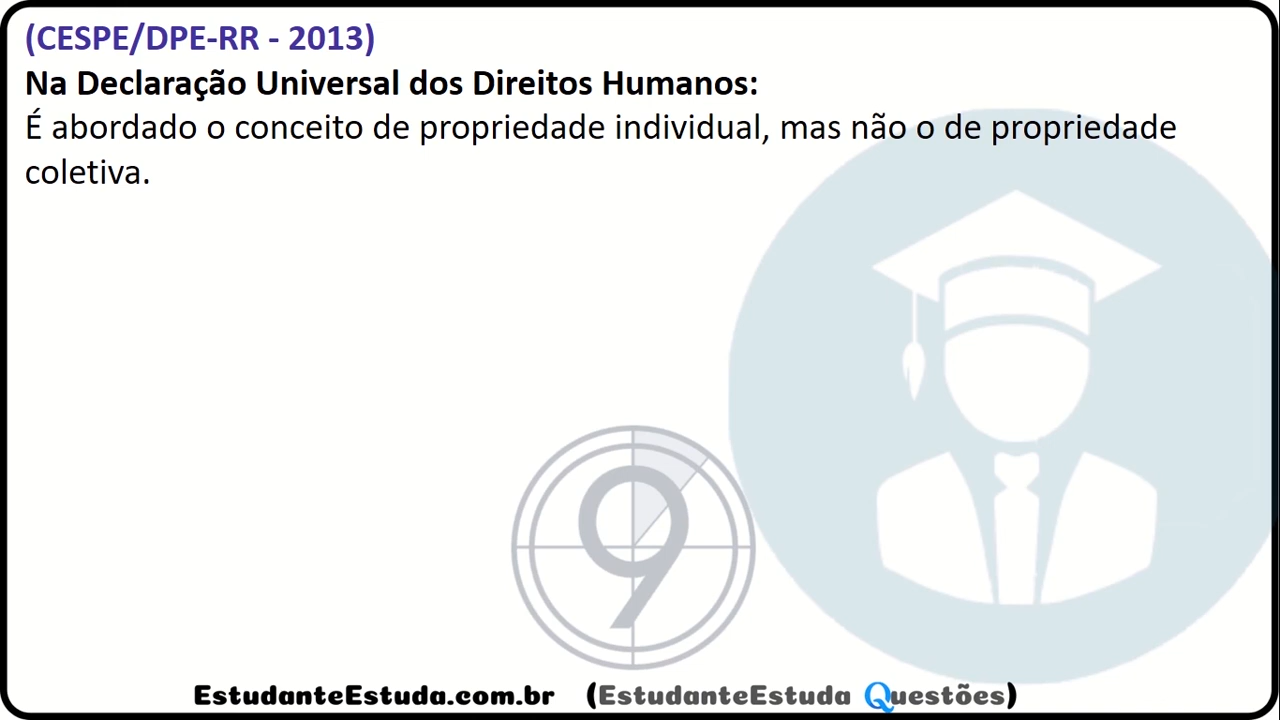 (CESPE/DPE-RR - 2013)
Na Declaração Universal dos Direitos Humanos:
É abordado o conceito de propriedade individual, mas não o de propriedade
coletiva.
9
EstudanteEstuda.com.br (EstudanteEstuda Questões)